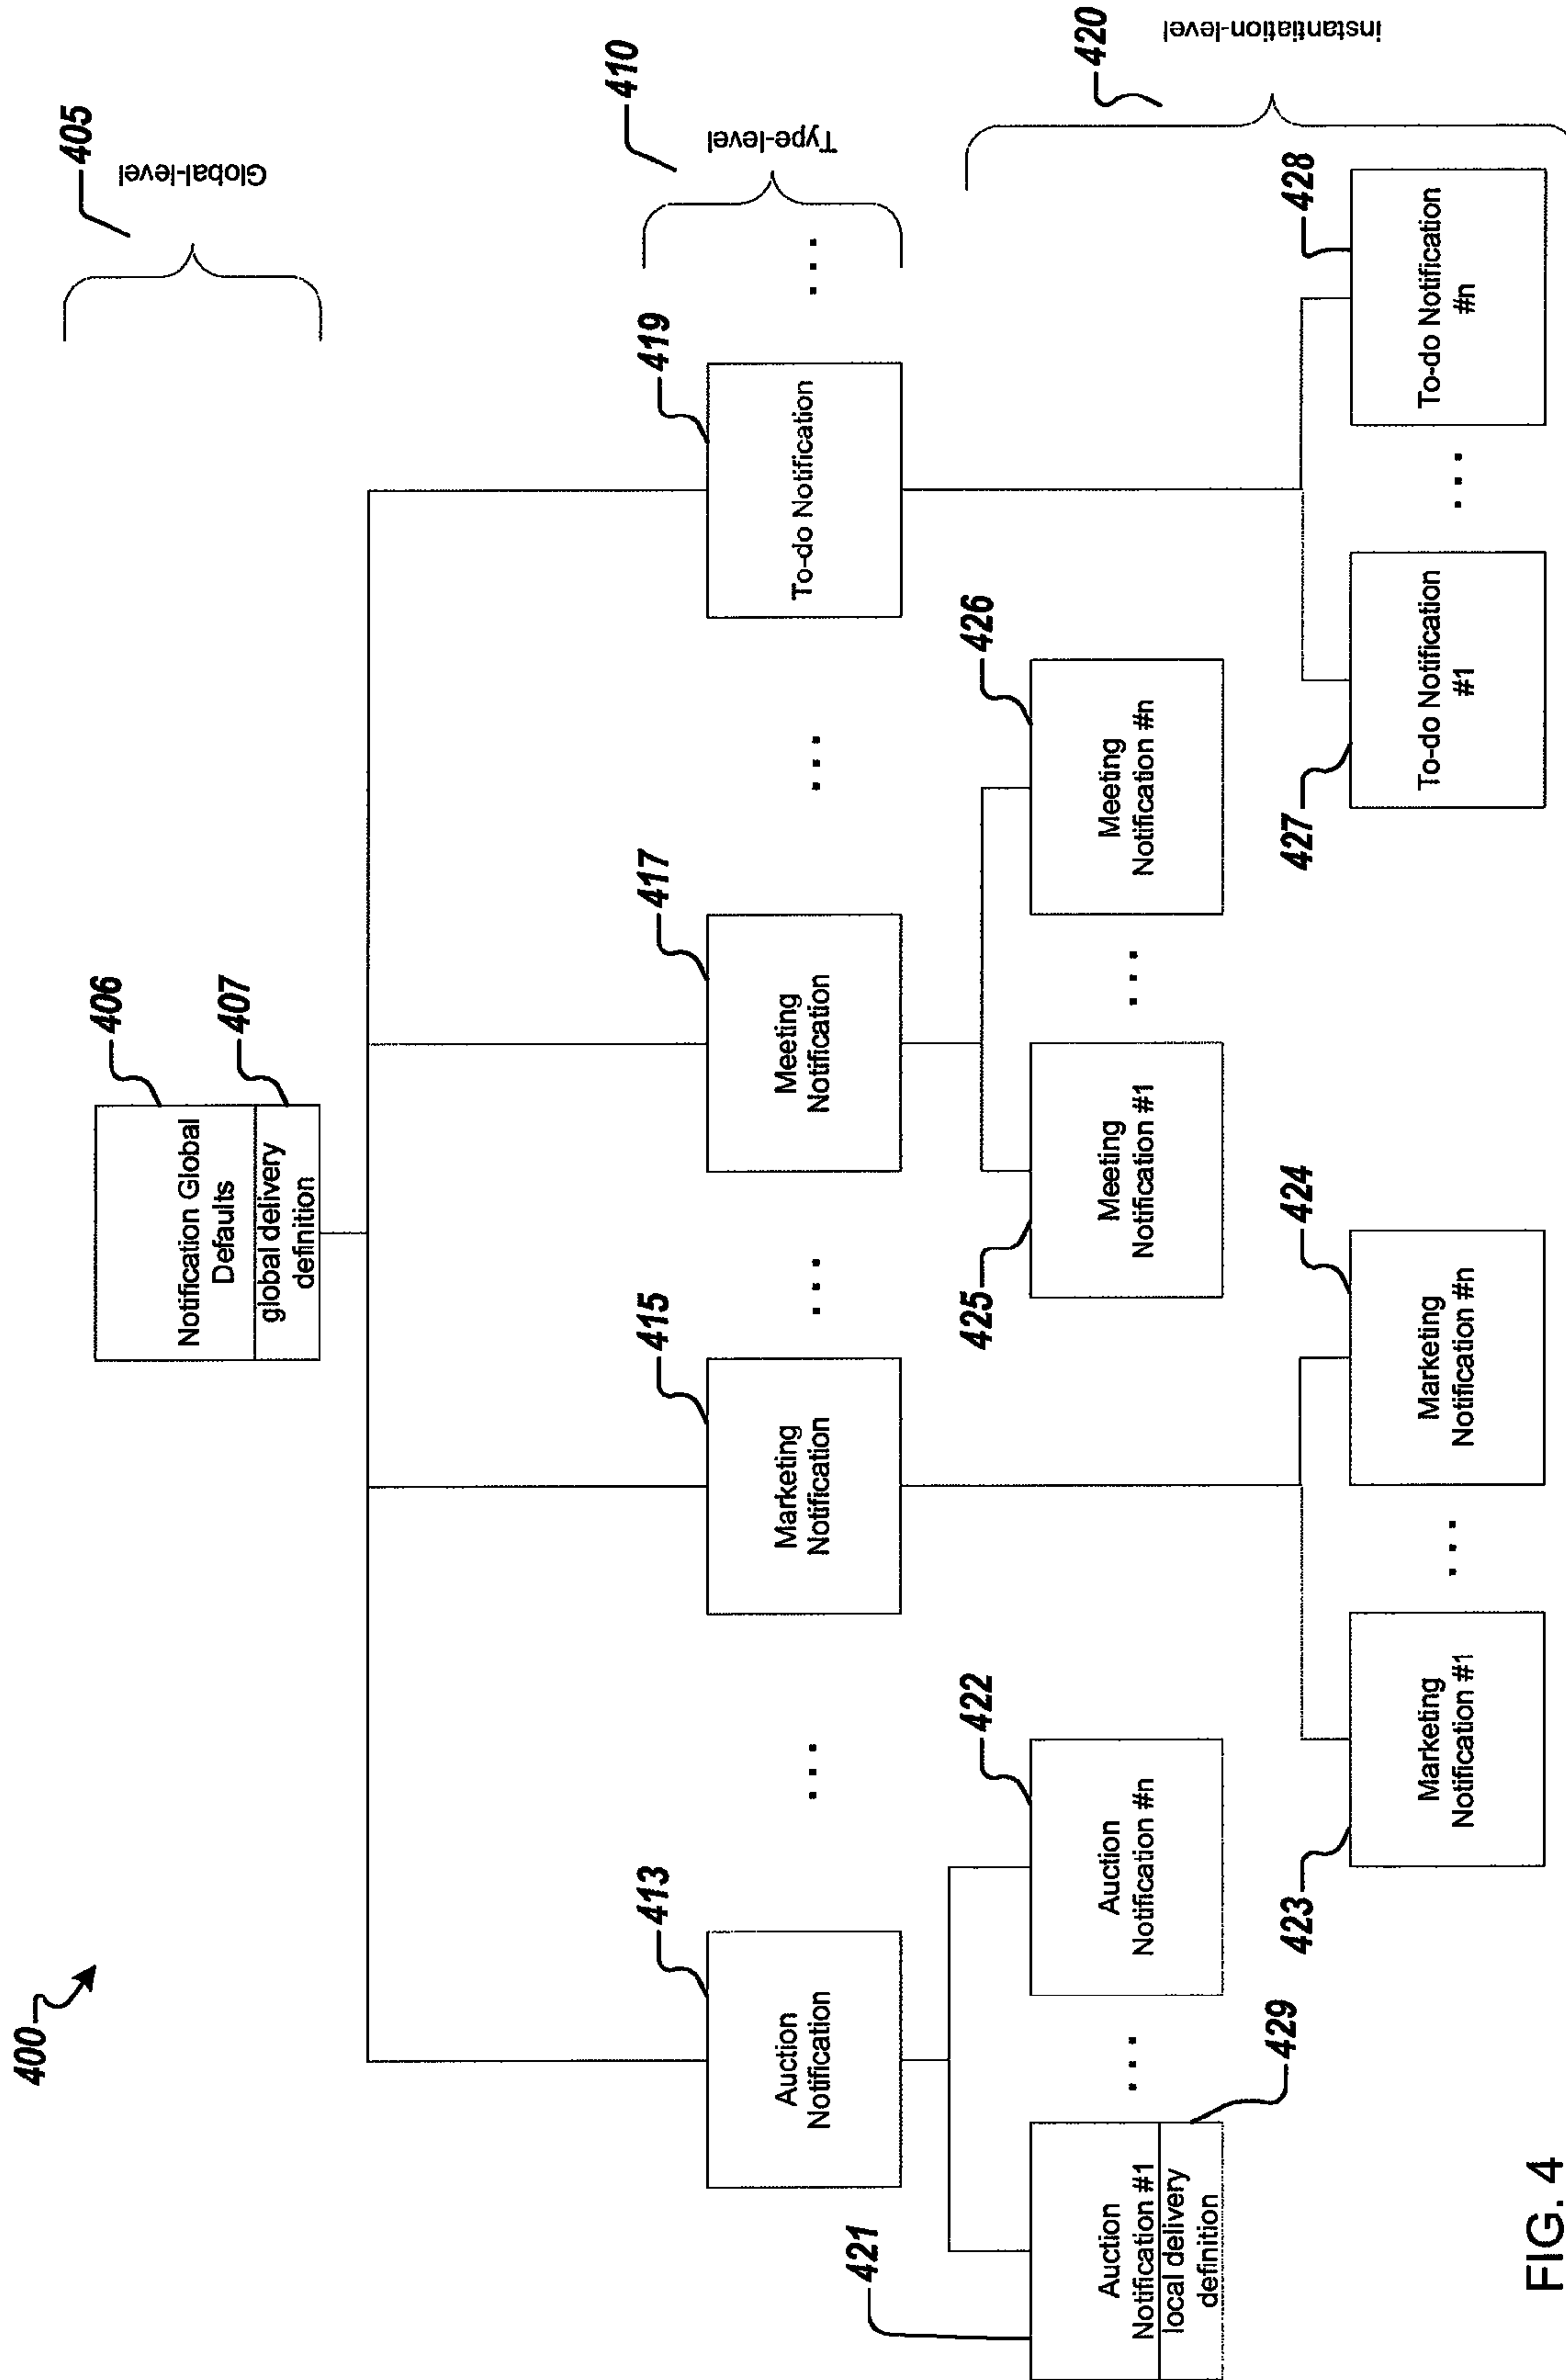 400
406
Notification Global
Defaults
407
global delivery
definition
405
Global-level
413
Auction
Notification
...
415
Marketing
Notification
...
417
Meeting
Notification
...
419
To-do Notification
...
410
Type-level
421
Auction
Notification #1
local delivery
definition
429
...
422
Auction
Notification #n
425
Meeting
Notification #1
...
426
Meeting
Notification #n
420
instantiation-level
423
Marketing
Notification #1
...
424
Marketing
Notification #n
427
To-do Notification
#1
...
428
To-do Notification
#n
FIG. 4